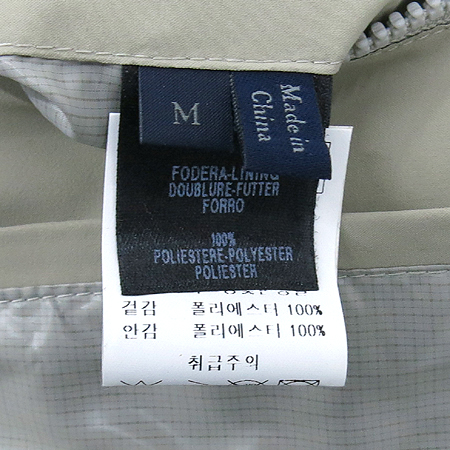 M
Made in
China
FODERA-LINING
DOUBLURE-FUTTER
FORRO
100%
POLIESTERE-POLYESTER
POLIESTER
겉감 폴리에스터 100%
안감 폴리에스터 100%
취급주의